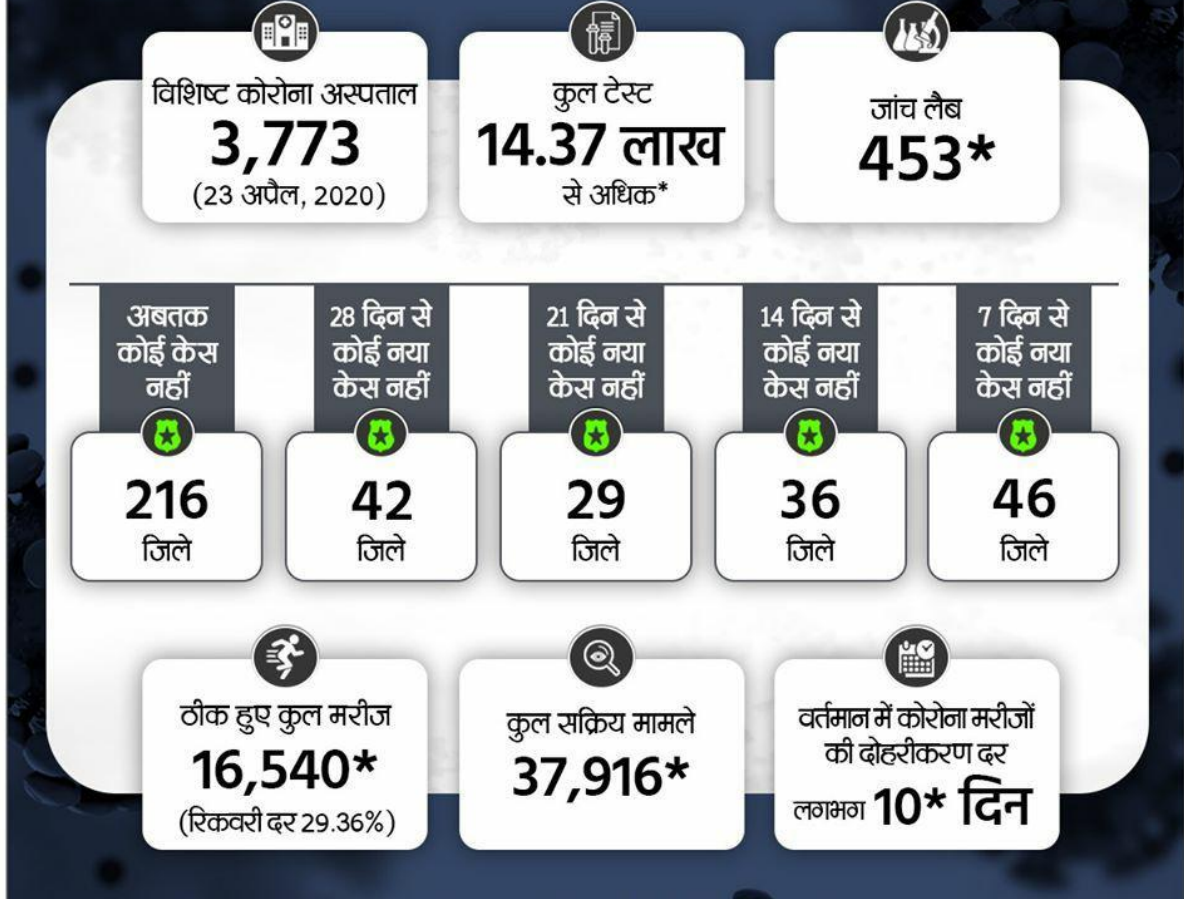 विशिष्ट कोरोना अस्पताल
3,773
(23 अप्रैल, 2020)
कुल टेस्ट
14.37 लाख
से अधिक*
जांच लैब
453*
अबतक
कोई केस
नहीं
216
जिले
28 दिन से
कोई नया
केस नहीं
42
जिले
21 दिन से
कोई नया
केस नहीं
29
जिले
14 दिन से
कोई नया
केस नहीं
36
जिले
7 दिन से
कोई नया
केस नहीं
46
जिले
ठीक हुए कुल मरीज
16,540*
(रिकवरी दर 29.36%)
कुल सक्रिय मामले
37,916*
वर्तमान में कोरोना मरीजों
की दोहरीकरण दर
लगभग 10* दिन